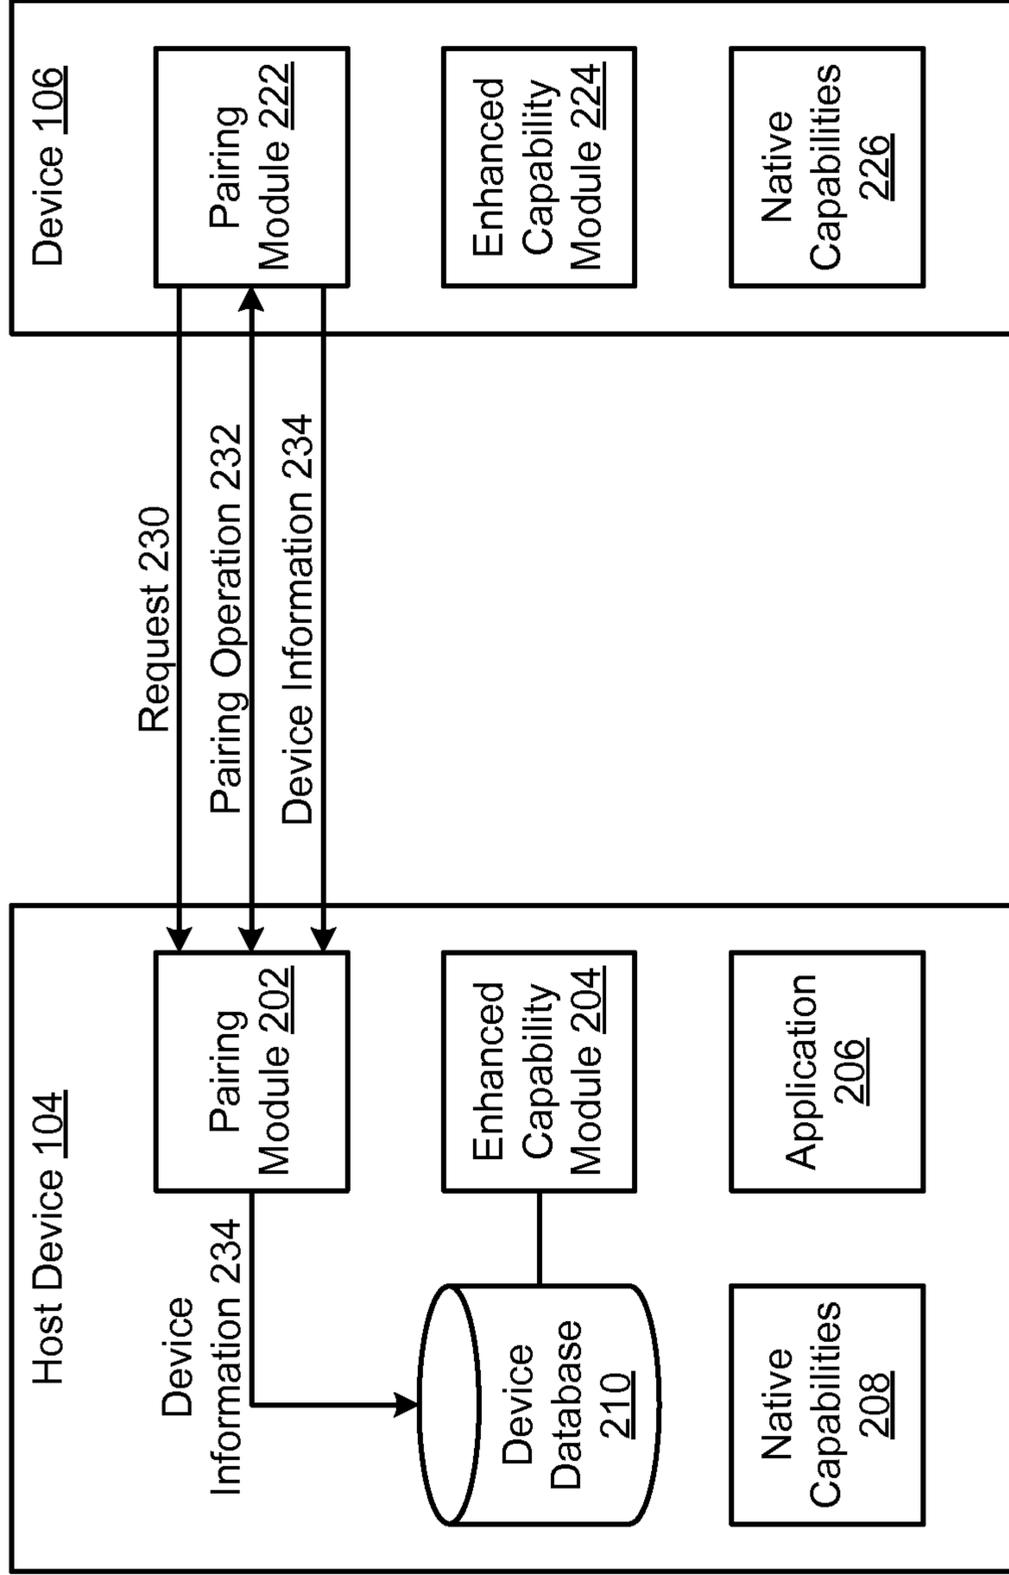 Host Device 104
Device
Information 234
Device
Database
210
Native
Capabilities
208
Pairing
Module 202
Enhanced
Capability
Module 204
Application
206
Request 230
Pairing Operation 232
Device Information 234
Device 106
Pairing
Module 222
Enhanced
Capability
Module 224
Native
Capabilities
226